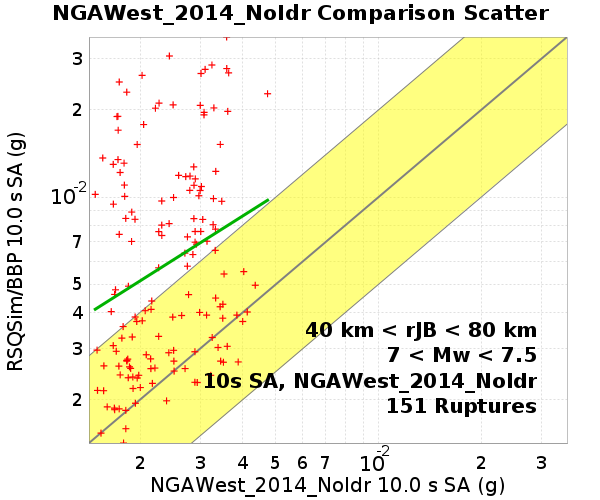 NGAWest_2014_NoIdr Comparison Scatter
RSQSim/BBP 10.0 s SA (g)
3
2
10-2
7
5
4
3
2
40 km < rJB < 80 km
7 < Mw < 7.5
10s SA, NGAWest_2014_NoIdr
151 Ruptures
2 3 4 5 6 7 10-2 2 3
NGAWest_2014_NoIdr 10.0 s SA (g)